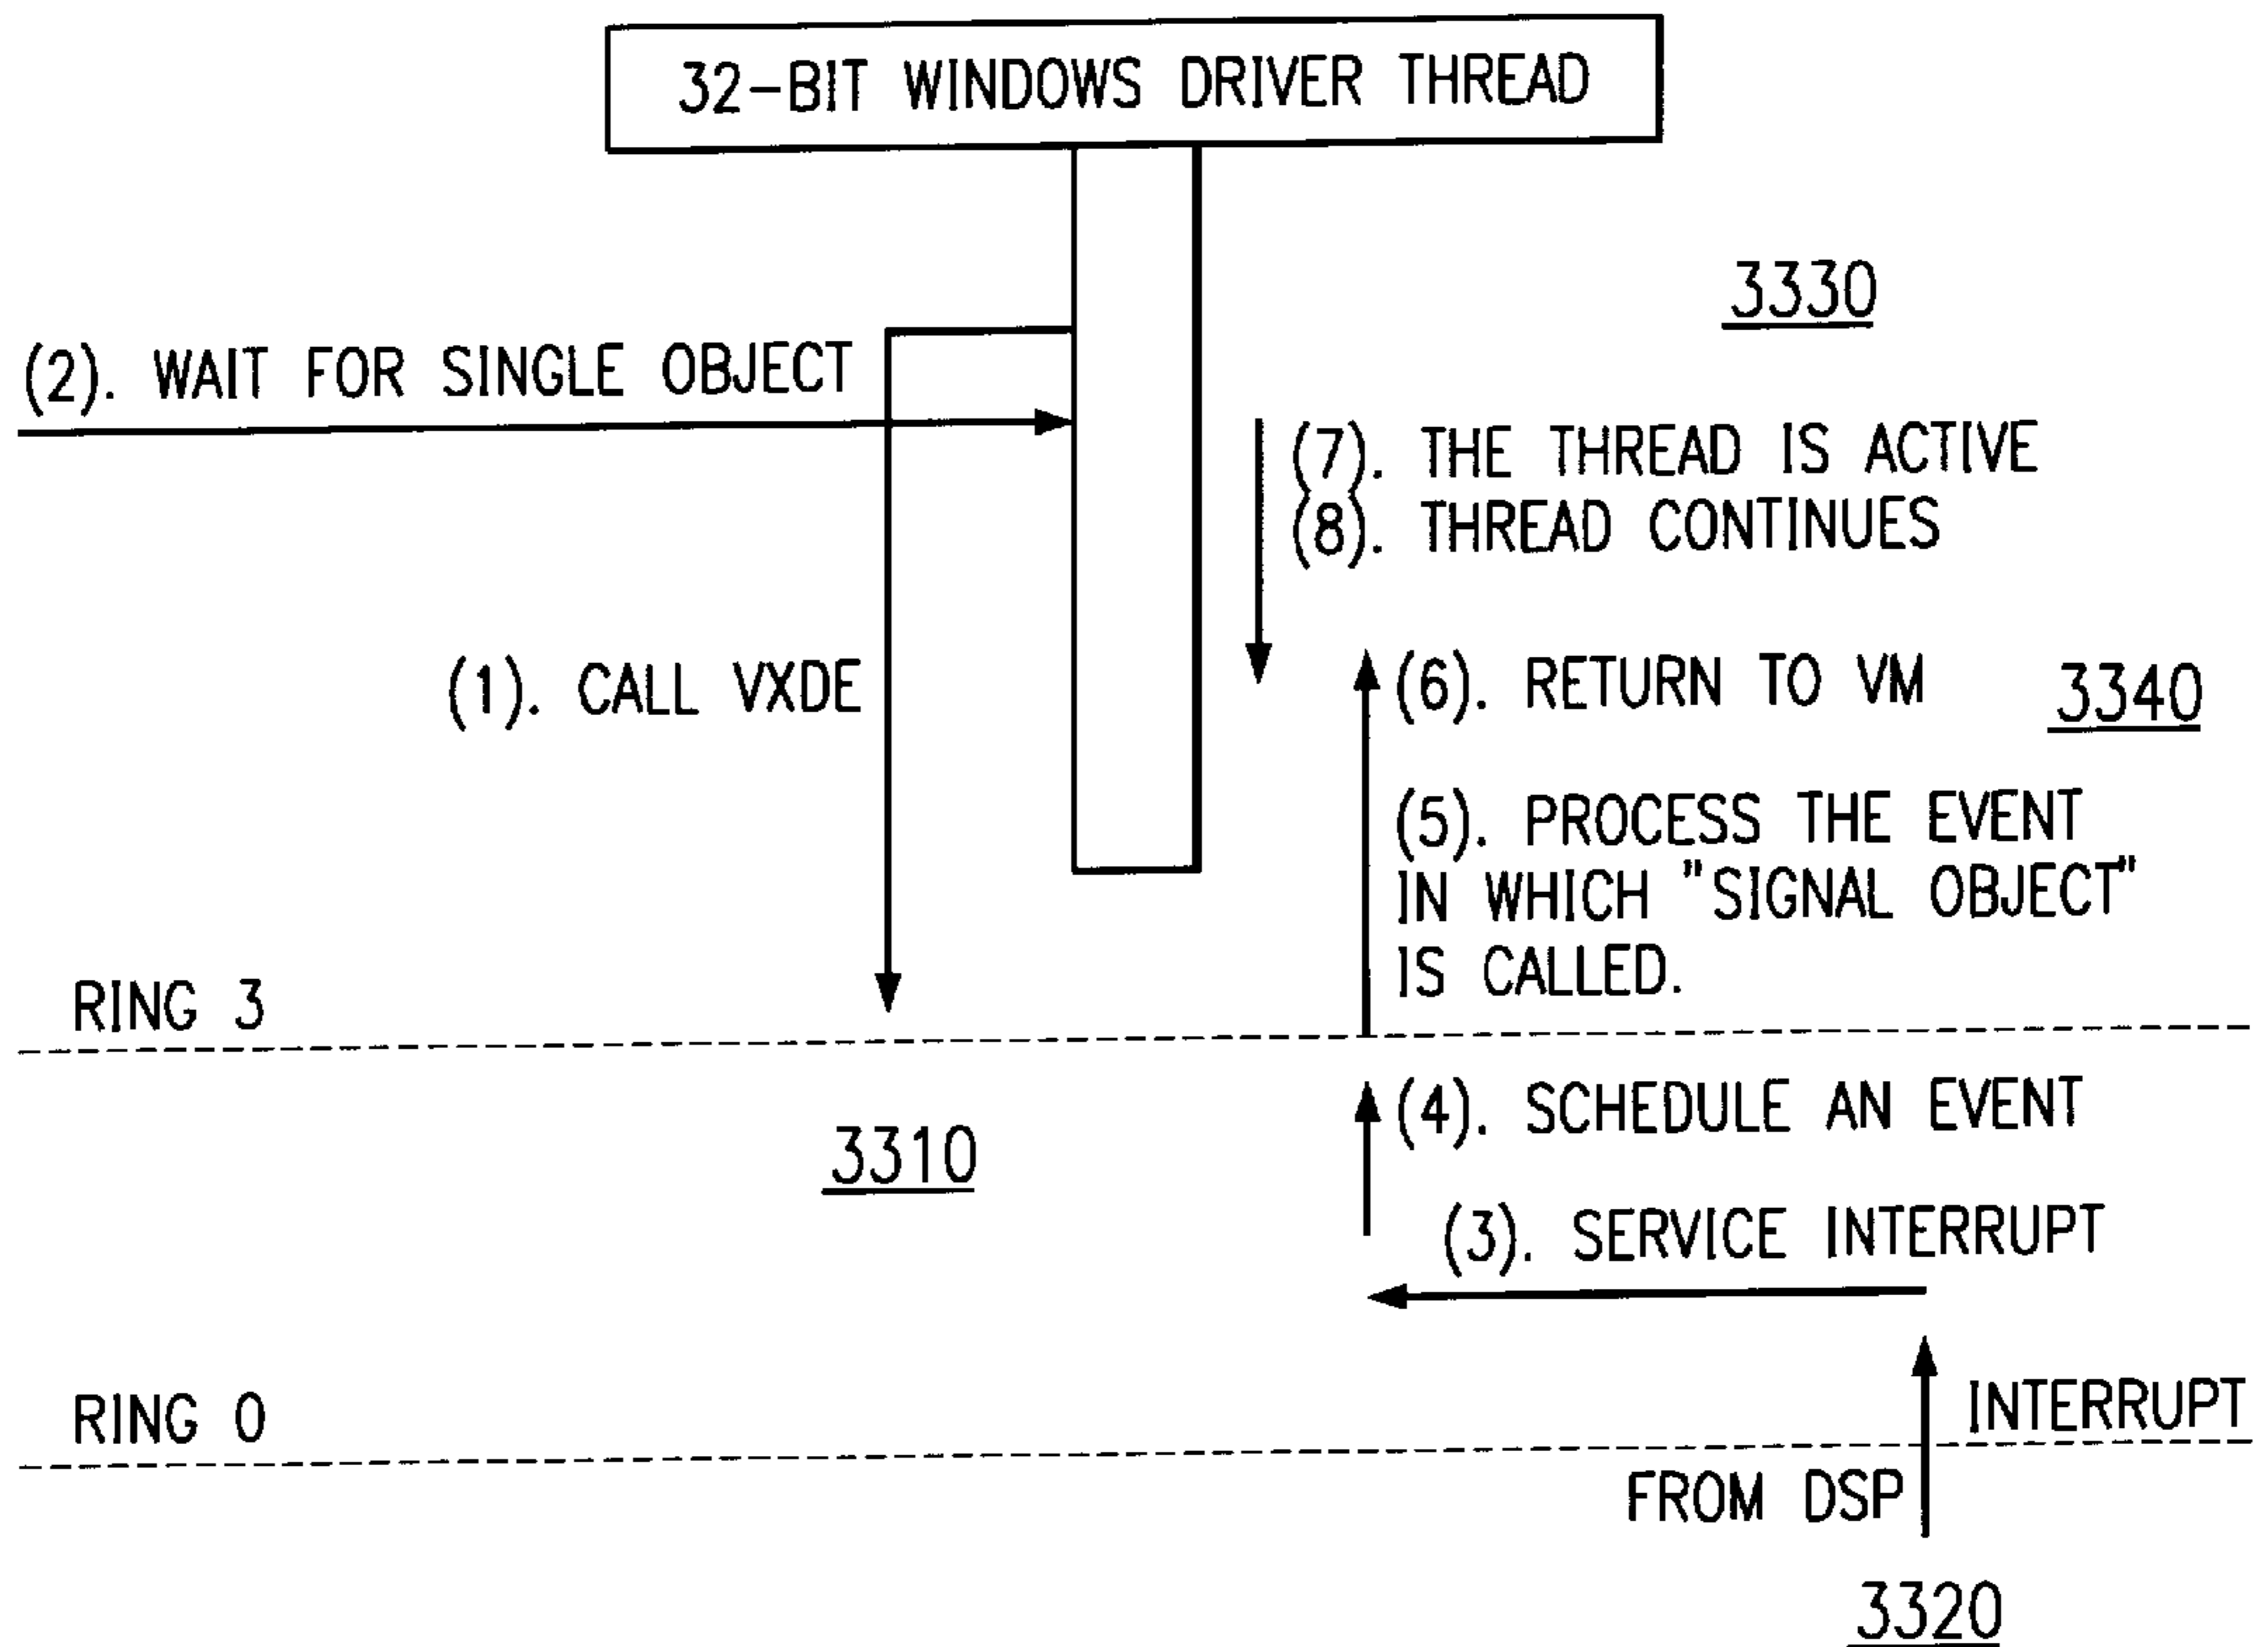 32-BIT WINDOWS DRIVER THREAD
3330
(2). WAIT FOR SINGLE OBJECT
(7). THE THREAD IS ACTIVE
(8). THREAD CONTINUES
(1). CALL VXDE
(6). RETURN TO VM
3340
(5). PROCESS THE EVENT
IN WHICH "SIGNAL OBJECT"
IS CALLED.
RING 3
(4). SCHEDULE AN EVENT
3310
(3). SERVICE INTERRUPT
RING 0
INTERRUPT
FROM DSP
3320